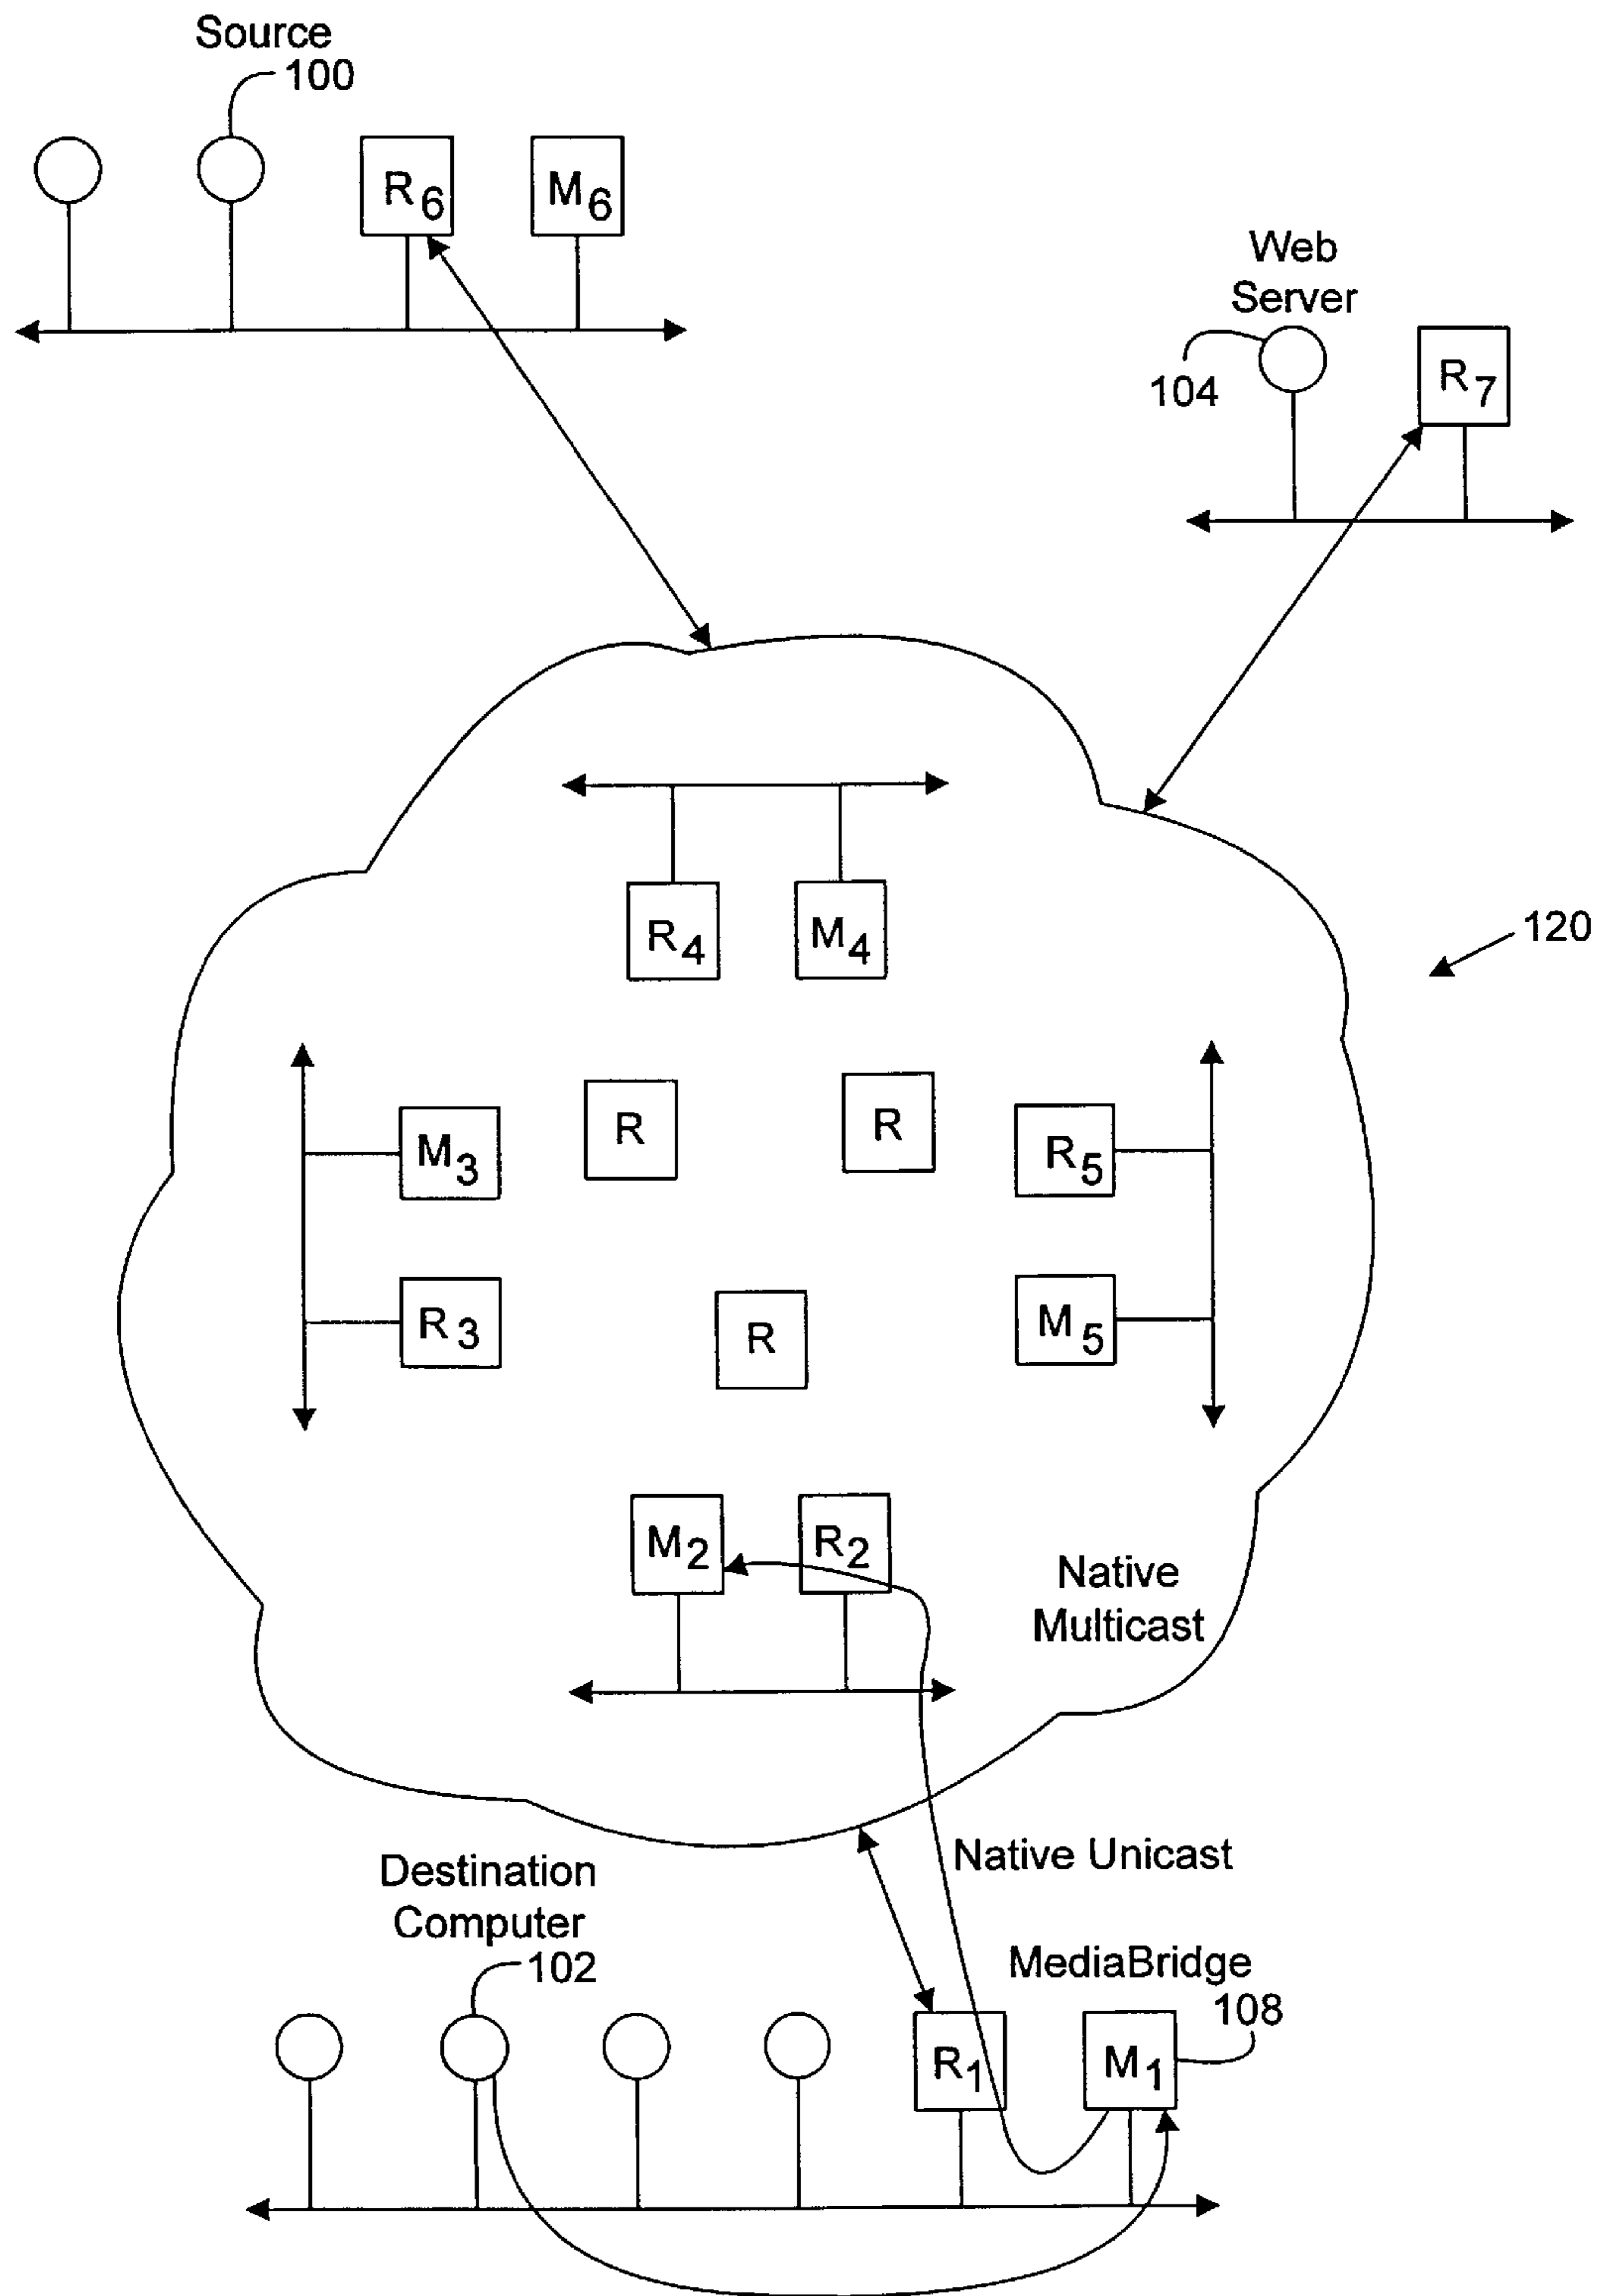 Source
100
R6
M6
Web
Server
104
R7
120
R4
M4
M3
R
R
R5
R3
R
M5
M2
R2
Native
Multicast
Native Unicast
Destination
Computer
102
MediaBridge
108
R1
M1